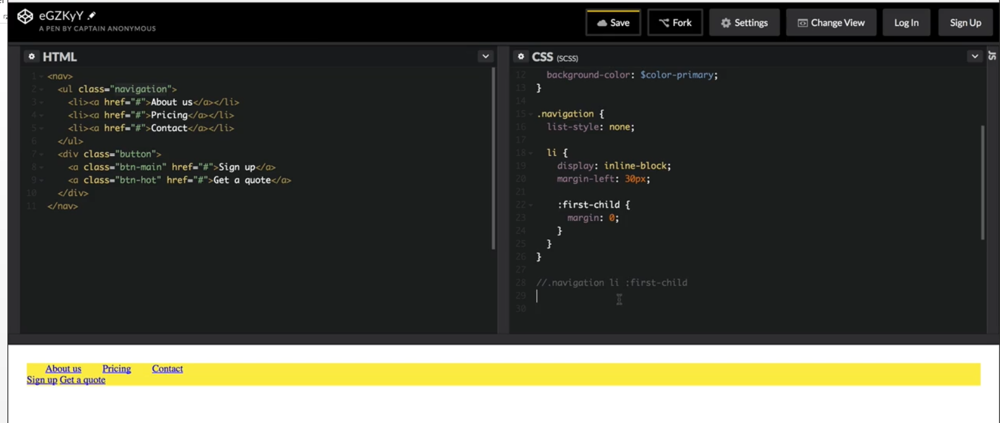 er
eGZKyY
A PEN BY CAPTAIN ANONYMOUS
Save
Fork
Settings
Change View
Log In
Sign Up
HTML
1 <nav>
2 <ul class="navigation">
3 <li><a href="#">About us</a></li>
4 <li><a href="#">Pricing</a></li>
5 <li><a href="#">Contact</a></li>
6 </ul>
7 <div class="button">
8 <a class="btn-main" href="#">Sign up</a>
9 <a class="btn-hot" href="#">Get a quote</a>
10 </div>
11 </nav>
CSS (SCSS)
JS
12 background-color: $color-primary;
13 }
14
15 .navigation {
16 list-style: none;
17
18 li {
19 display: inline-block;
20 margin-left: 30px;
21
22 :first-child {
23 margin: 0;
24 }
25 }
26 }
27
28 //.navigation li :first-child
29
30
About us Pricing Contact
Sign up Get a quote